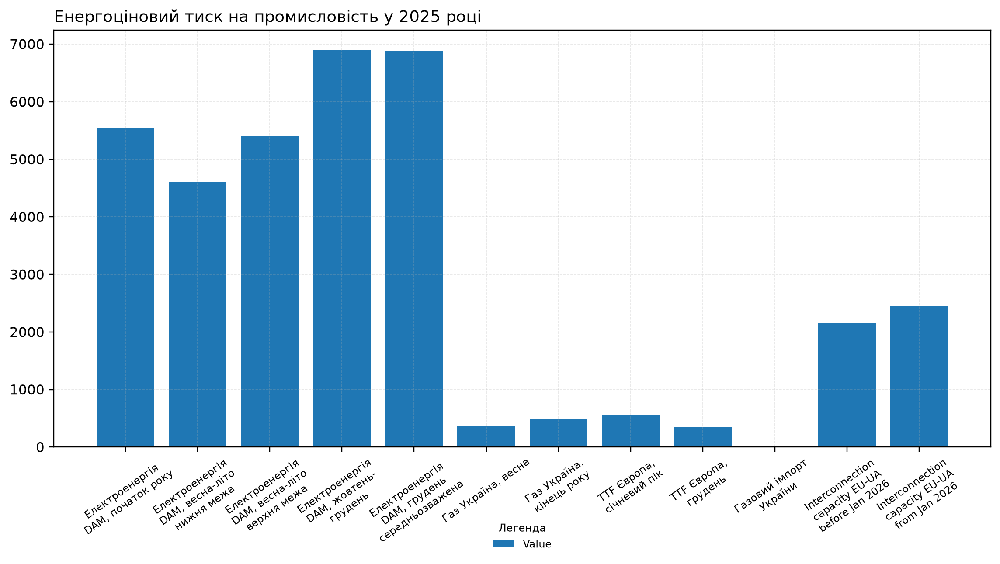 Енергоціновий тиск на промисловість у 2025 році
7000
6000
5000
4000
3000
2000
1000
0
Електроенергія
DAM, початок року
Електроенергія
DAM, весна-літо
нижня межа
Електроенергія
DAM, весна-літо
верхня межа
Електроенергія
DAM, жовтень-
грудень
Електроенергія
DAM, грудень
середньозважена
Газ Україна, весна
Газ Україна,
кінець року
TTF Європа,
січневий пік
TTF Європа,
грудень
Газовий імпорт
України
Interconnection
capacity EU-UA
before Jan 2026
Interconnection
capacity EU-UA
from Jan 2026
Легенда
Value